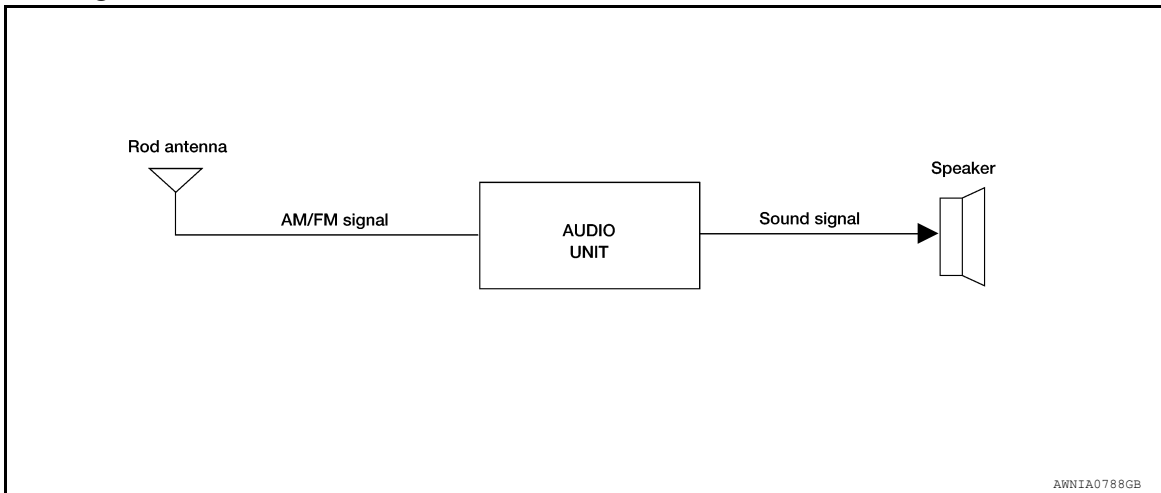 Rod antenna
Speaker
AM/FM signal
Sound signal
AUDIO
UNIT
AWNIA0788GB